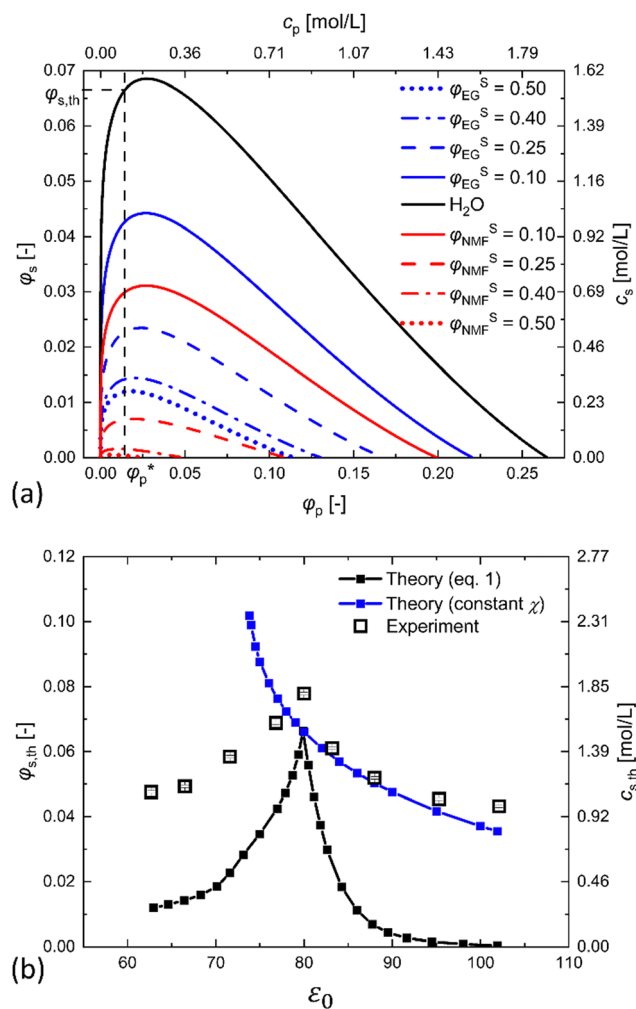 c_p [mol/L]
0.00 0.36 0.71 1.07 1.43 1.79
0.07
φ_s,th
0.06
0.05
0.04
0.03
0.02
0.01
0.00
φ_s [-]
φ_EG^S = 0.50
φ_EG^S = 0.40
φ_EG^S = 0.25
φ_EG^S = 0.10
H₂O
φ_NMF^S = 0.10
φ_NMF^S = 0.25
φ_NMF^S = 0.40
φ_NMF^S = 0.50
1.62
1.39
1.16
0.92
0.69
0.46
0.23
0.00
c_s [mol/L]
0.00 φ_p* 0.05 0.10 0.15 0.20 0.25
(a)
φ_p [-]
0.12
0.10
0.08
0.06
0.04
0.02
0.00
φ_s,th [-]
Theory (eq. 1)
Theory (constant χ)
Experiment
2.77
2.31
1.85
1.39
0.92
0.46
0.00
c_s,th [mol/L]
60 70 80 90 100 110
(b)
ε₀